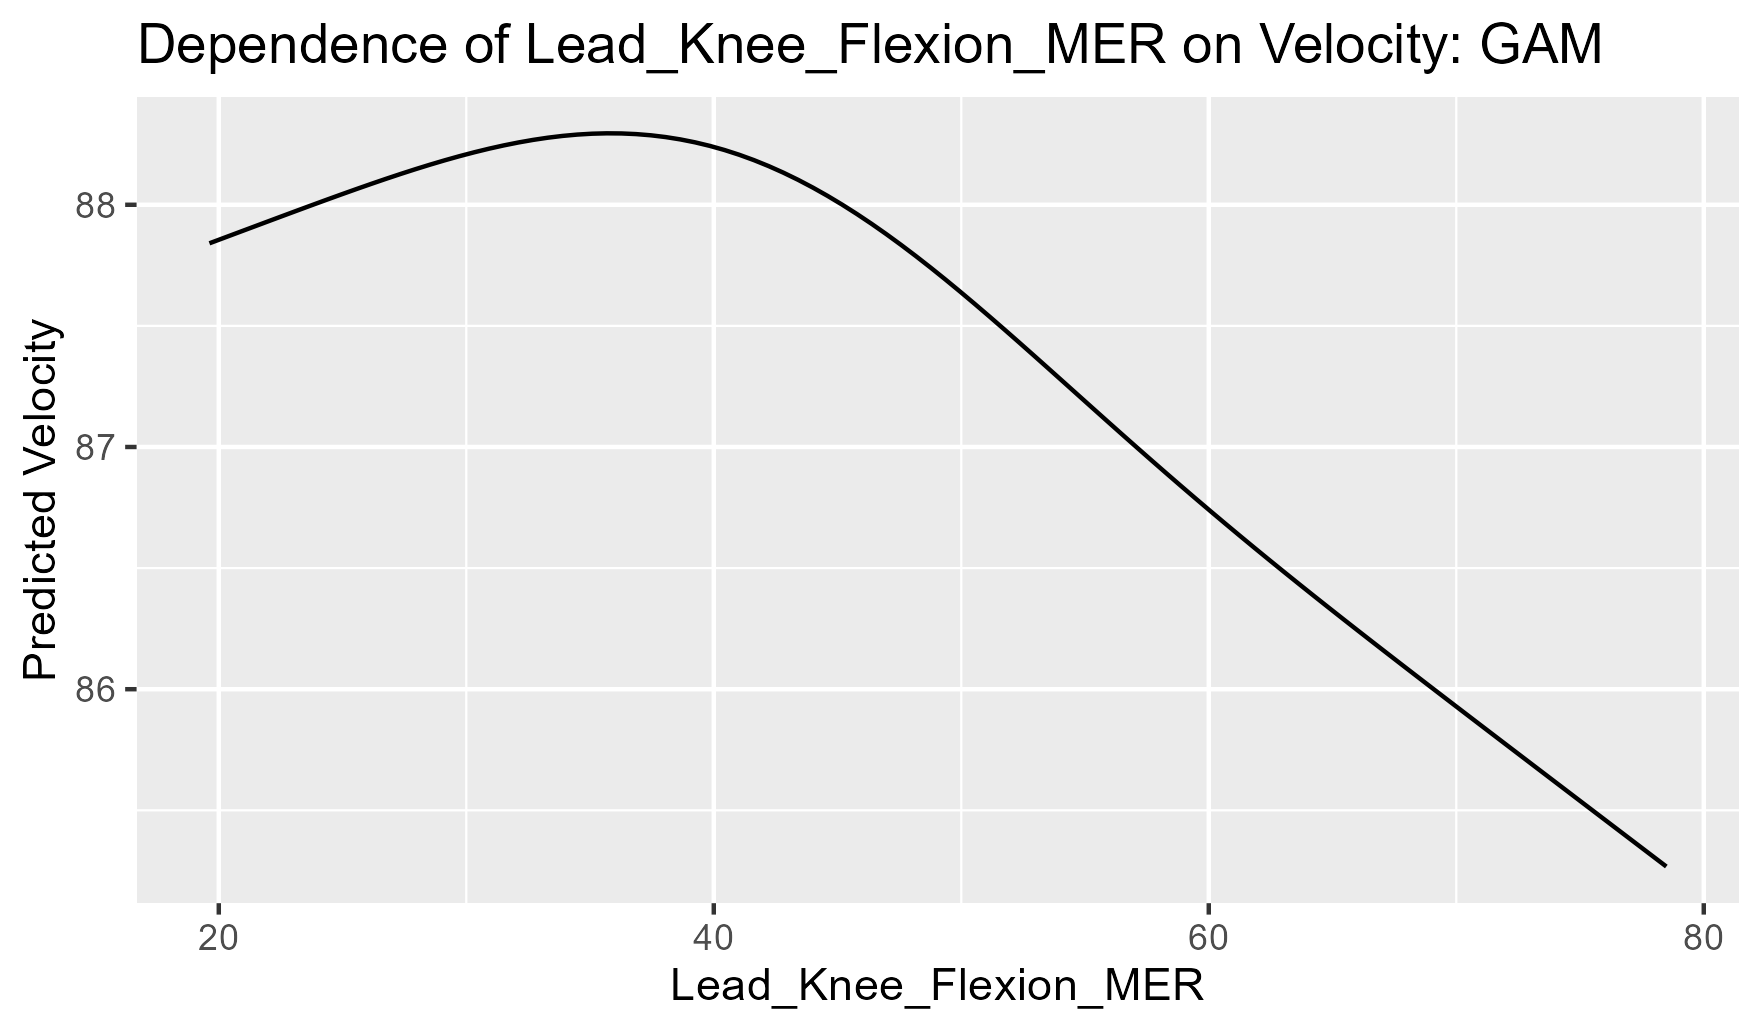 Dependence of Lead_Knee_Flexion_MER on Velocity: GAM
Predicted Velocity
88
87
86
20 40 60 80
Lead_Knee_Flexion_MER